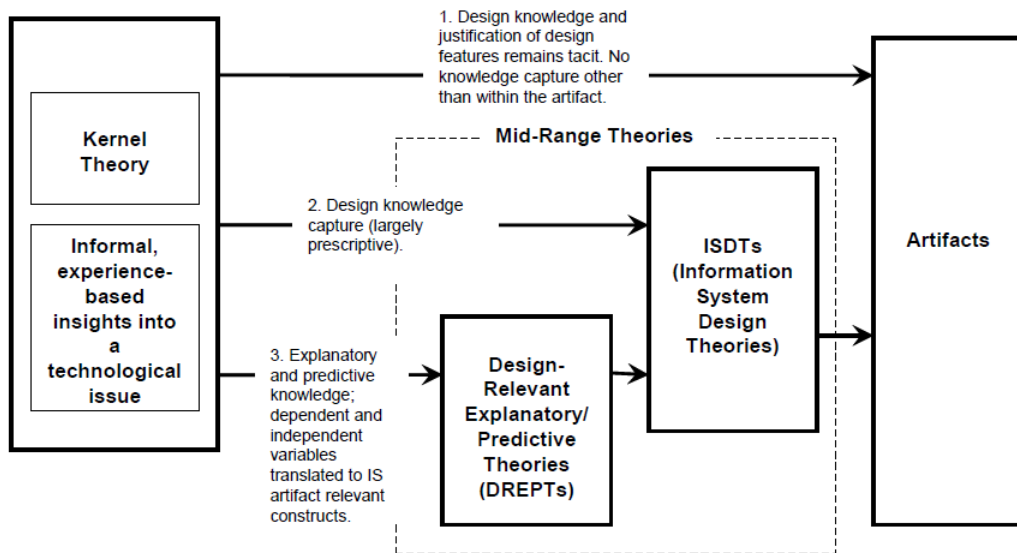 1. Design knowledge and
justification of design
features remains tacit. No
knowledge capture other
than within the artifact.
Kernel
Theory
Mid-Range Theories
2. Design knowledge
capture (largely
prescriptive).
Informal,
experience-
based
insights into
a
technological
issue
ISDTs
(Information
System
Design
Theories)
Artifacts
3. Explanatory
and predictive
knowledge;
dependent and
independent
variables
translated to IS
artifact relevant
constructs.
Design-
Relevant
Explanatory/
Predictive
Theories
(DREPTs)